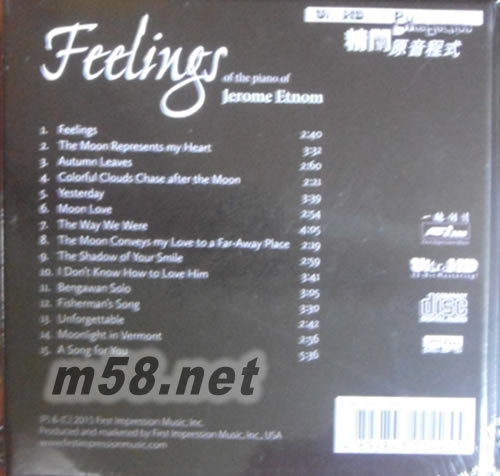 Feelings
of the piano of
Jerome Etnom
精閣
原音程式
1. Feelings 2:40
2. The Moon Represents my Heart 3:32
3. Autumn Leaves 2:60
4. Colorful Clouds Chase after the Moon 2:21
5. Yesterday 3:39
6. Moon Love 2:54
7. The Way We Were 4:05
8. The Moon Conveys my Love to a Far-Away Place 2:19
9. The Shadow of Your Smile 2:59
10. I Don't Know How to Love Him 3:41
11. Bengawan Solo 3:05
12. Fisherman's Song 3:30
13. Unforgettable 2:42
14. Moonlight in Vermont 2:56
15. A Song for You 5:36
disc
m58.net
(P) & (C) 2015 First Impression Music, Inc.
Produced and marketed by First Impression Music, Inc., USA
www.firstimpressionmusic.com